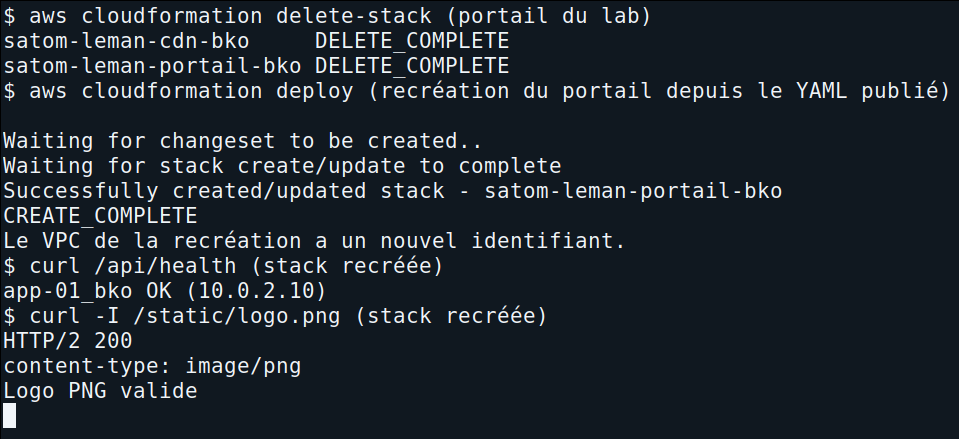 $ aws cloudformation delete-stack (portail du lab)
satom-leman-cdn-bko     DELETE_COMPLETE
satom-leman-portail-bko DELETE_COMPLETE
$ aws cloudformation deploy (recréation du portail depuis le YAML publié)
Waiting for changeset to be created..
Waiting for stack create/update to complete
Successfully created/updated stack - satom-leman-portail-bko
CREATE_COMPLETE
Le VPC de la recréation a un nouvel identifiant.
$ curl /api/health (stack recréée)
app-01_bko OK (10.0.2.10)
$ curl -I /static/logo.png (stack recréée)
HTTP/2 200
content-type: image/png
Logo PNG valide